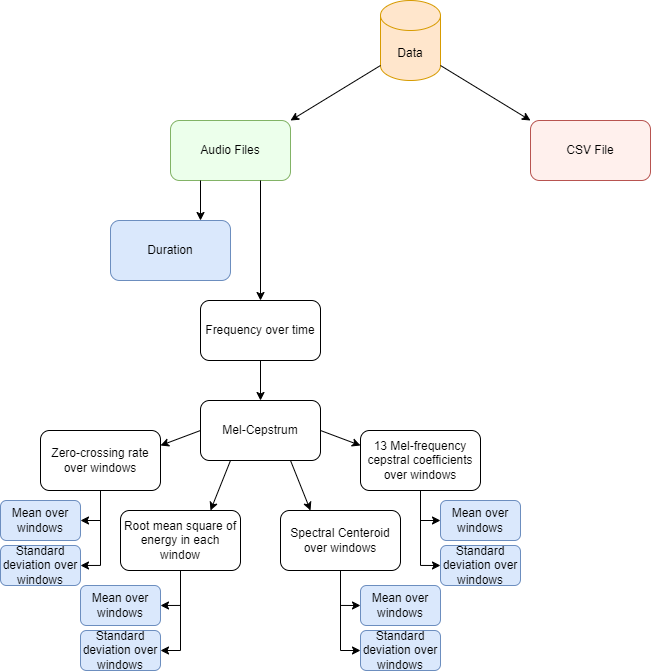 Data
Audio Files
CSV File
Duration
Frequency over time
Mel-Cepstrum
Zero-crossing rate
over windows
13 Mel-frequency
cepstral coefficients
over windows
Mean over
windows
Standard
deviation over
windows
Root mean square of
energy in each
window
Spectral Centeroid
over windows
Mean over
windows
Standard
deviation over
windows
Mean over
windows
Standard
deviation over
windows
Mean over
windows
Standard
deviation over
windows